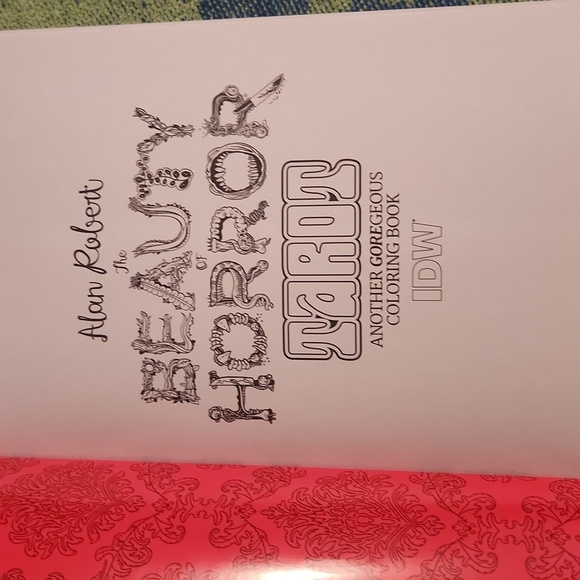 Alan Robert
The
BEAUTY
OF
HORROR
TAROT
ANOTHER GOREGEOUS
COLORING BOOK
IDW